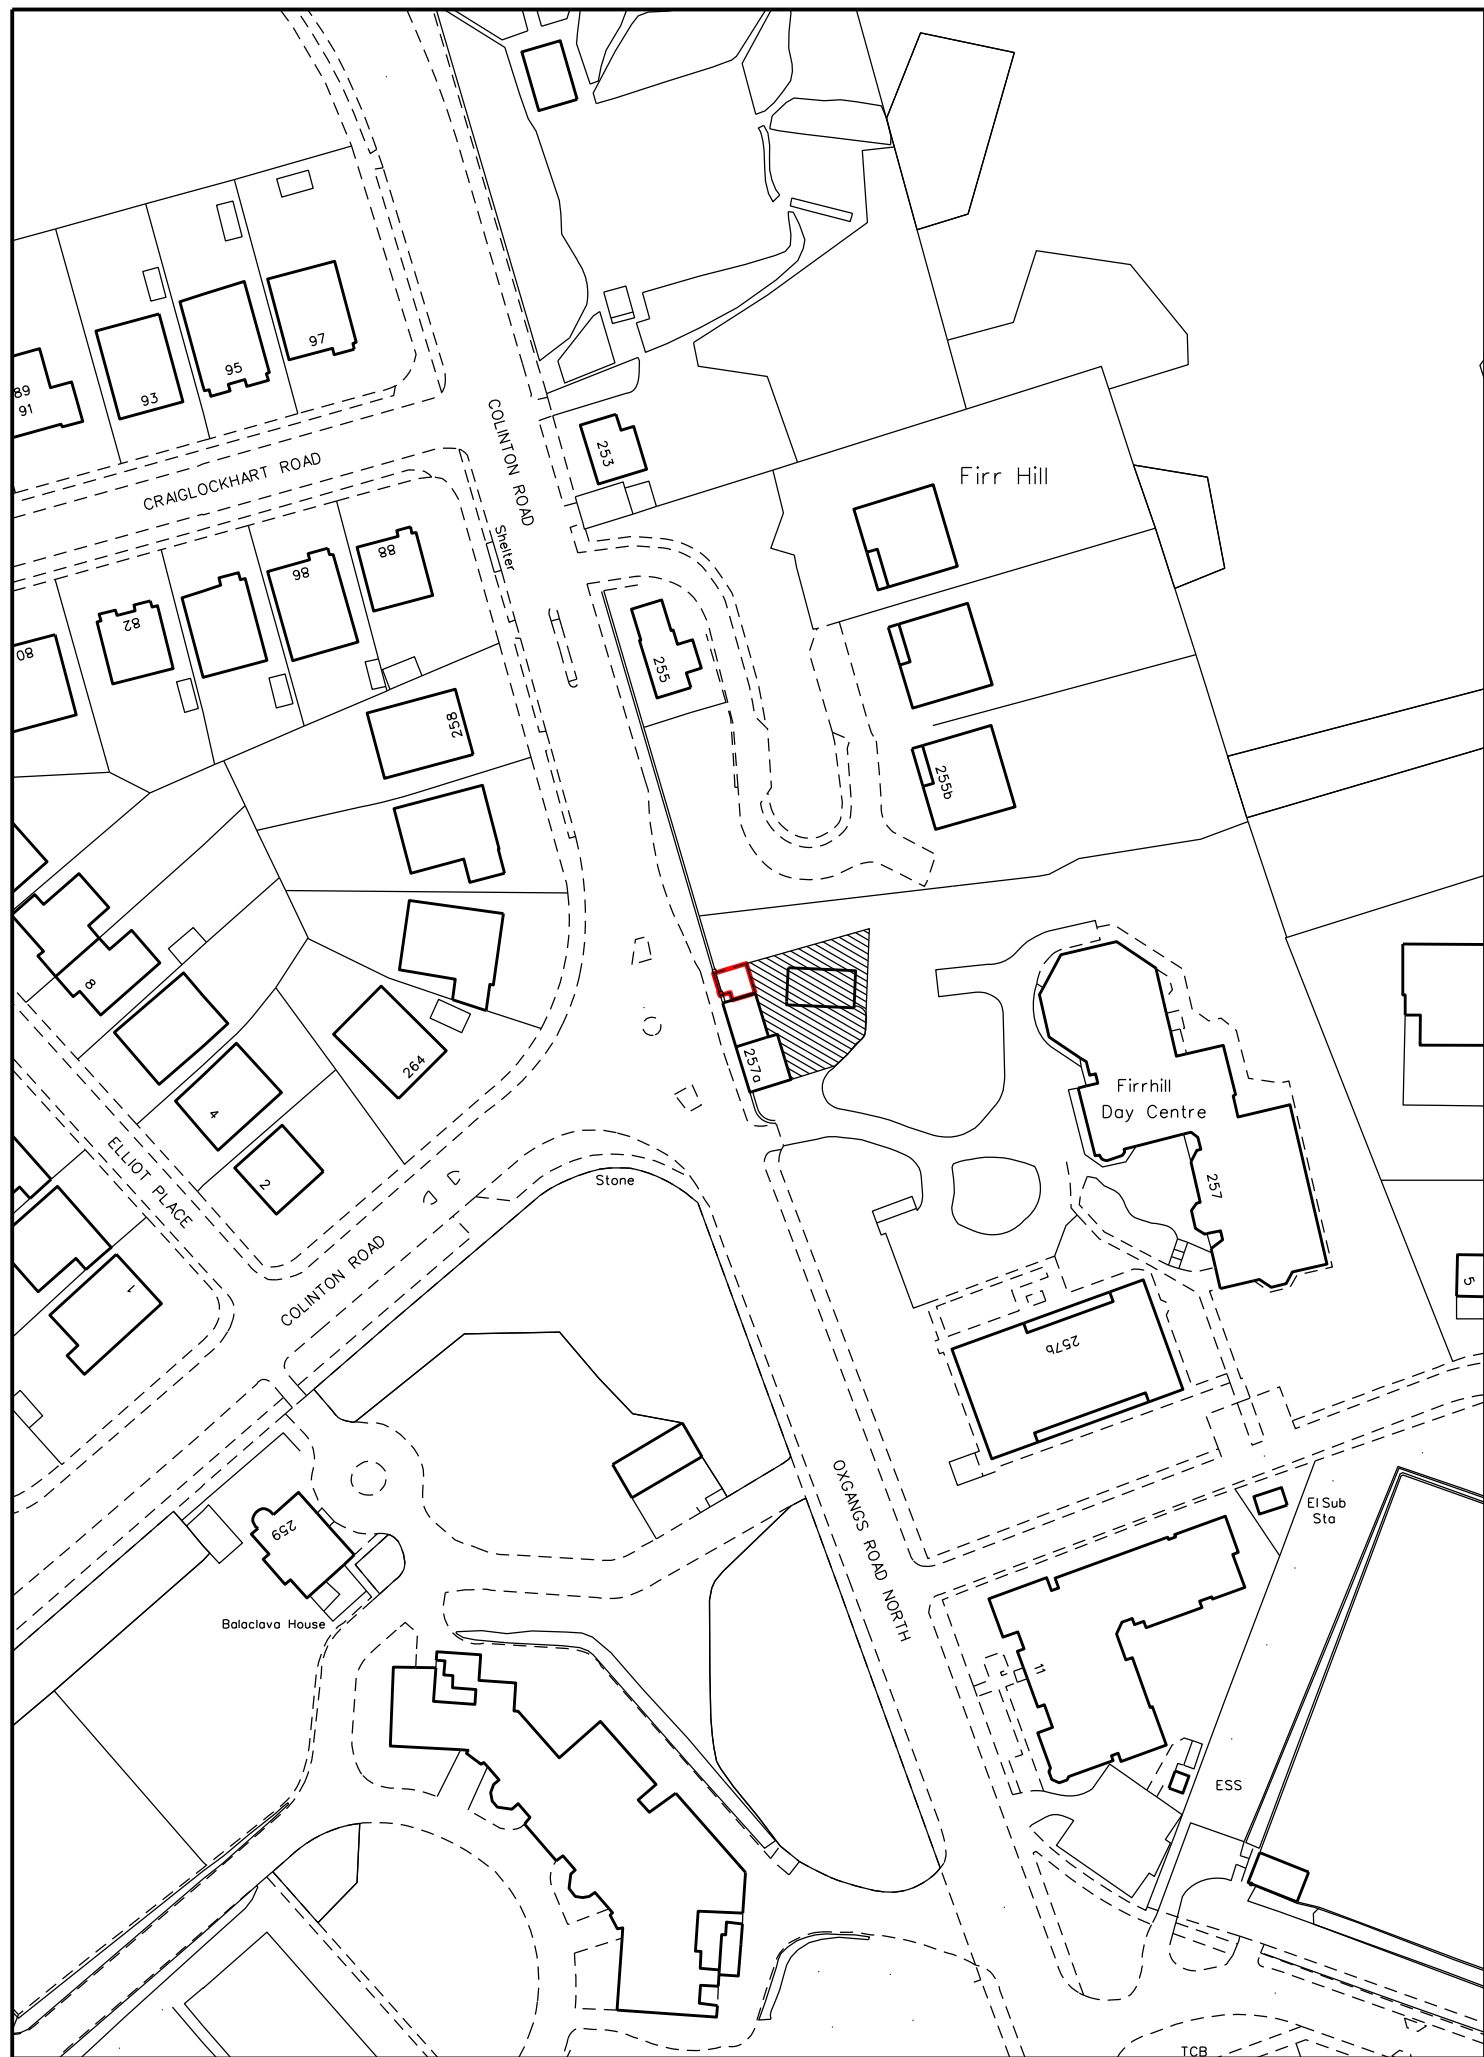 97
95
93
89
91
COLINTON ROAD
253
CRAIGLOCKHART ROAD
Firr Hill
Shelter
88
86
82
80
255
258
255b
8
257a
264
4
Firrhill
Day Centre
ELLIOT PLACE
2
Stone
257
COLINTON ROAD
1
5
257b
OXGANGS ROAD NORTH
El Sub
Sta
259
Balaclava House
11
ESS
TCB